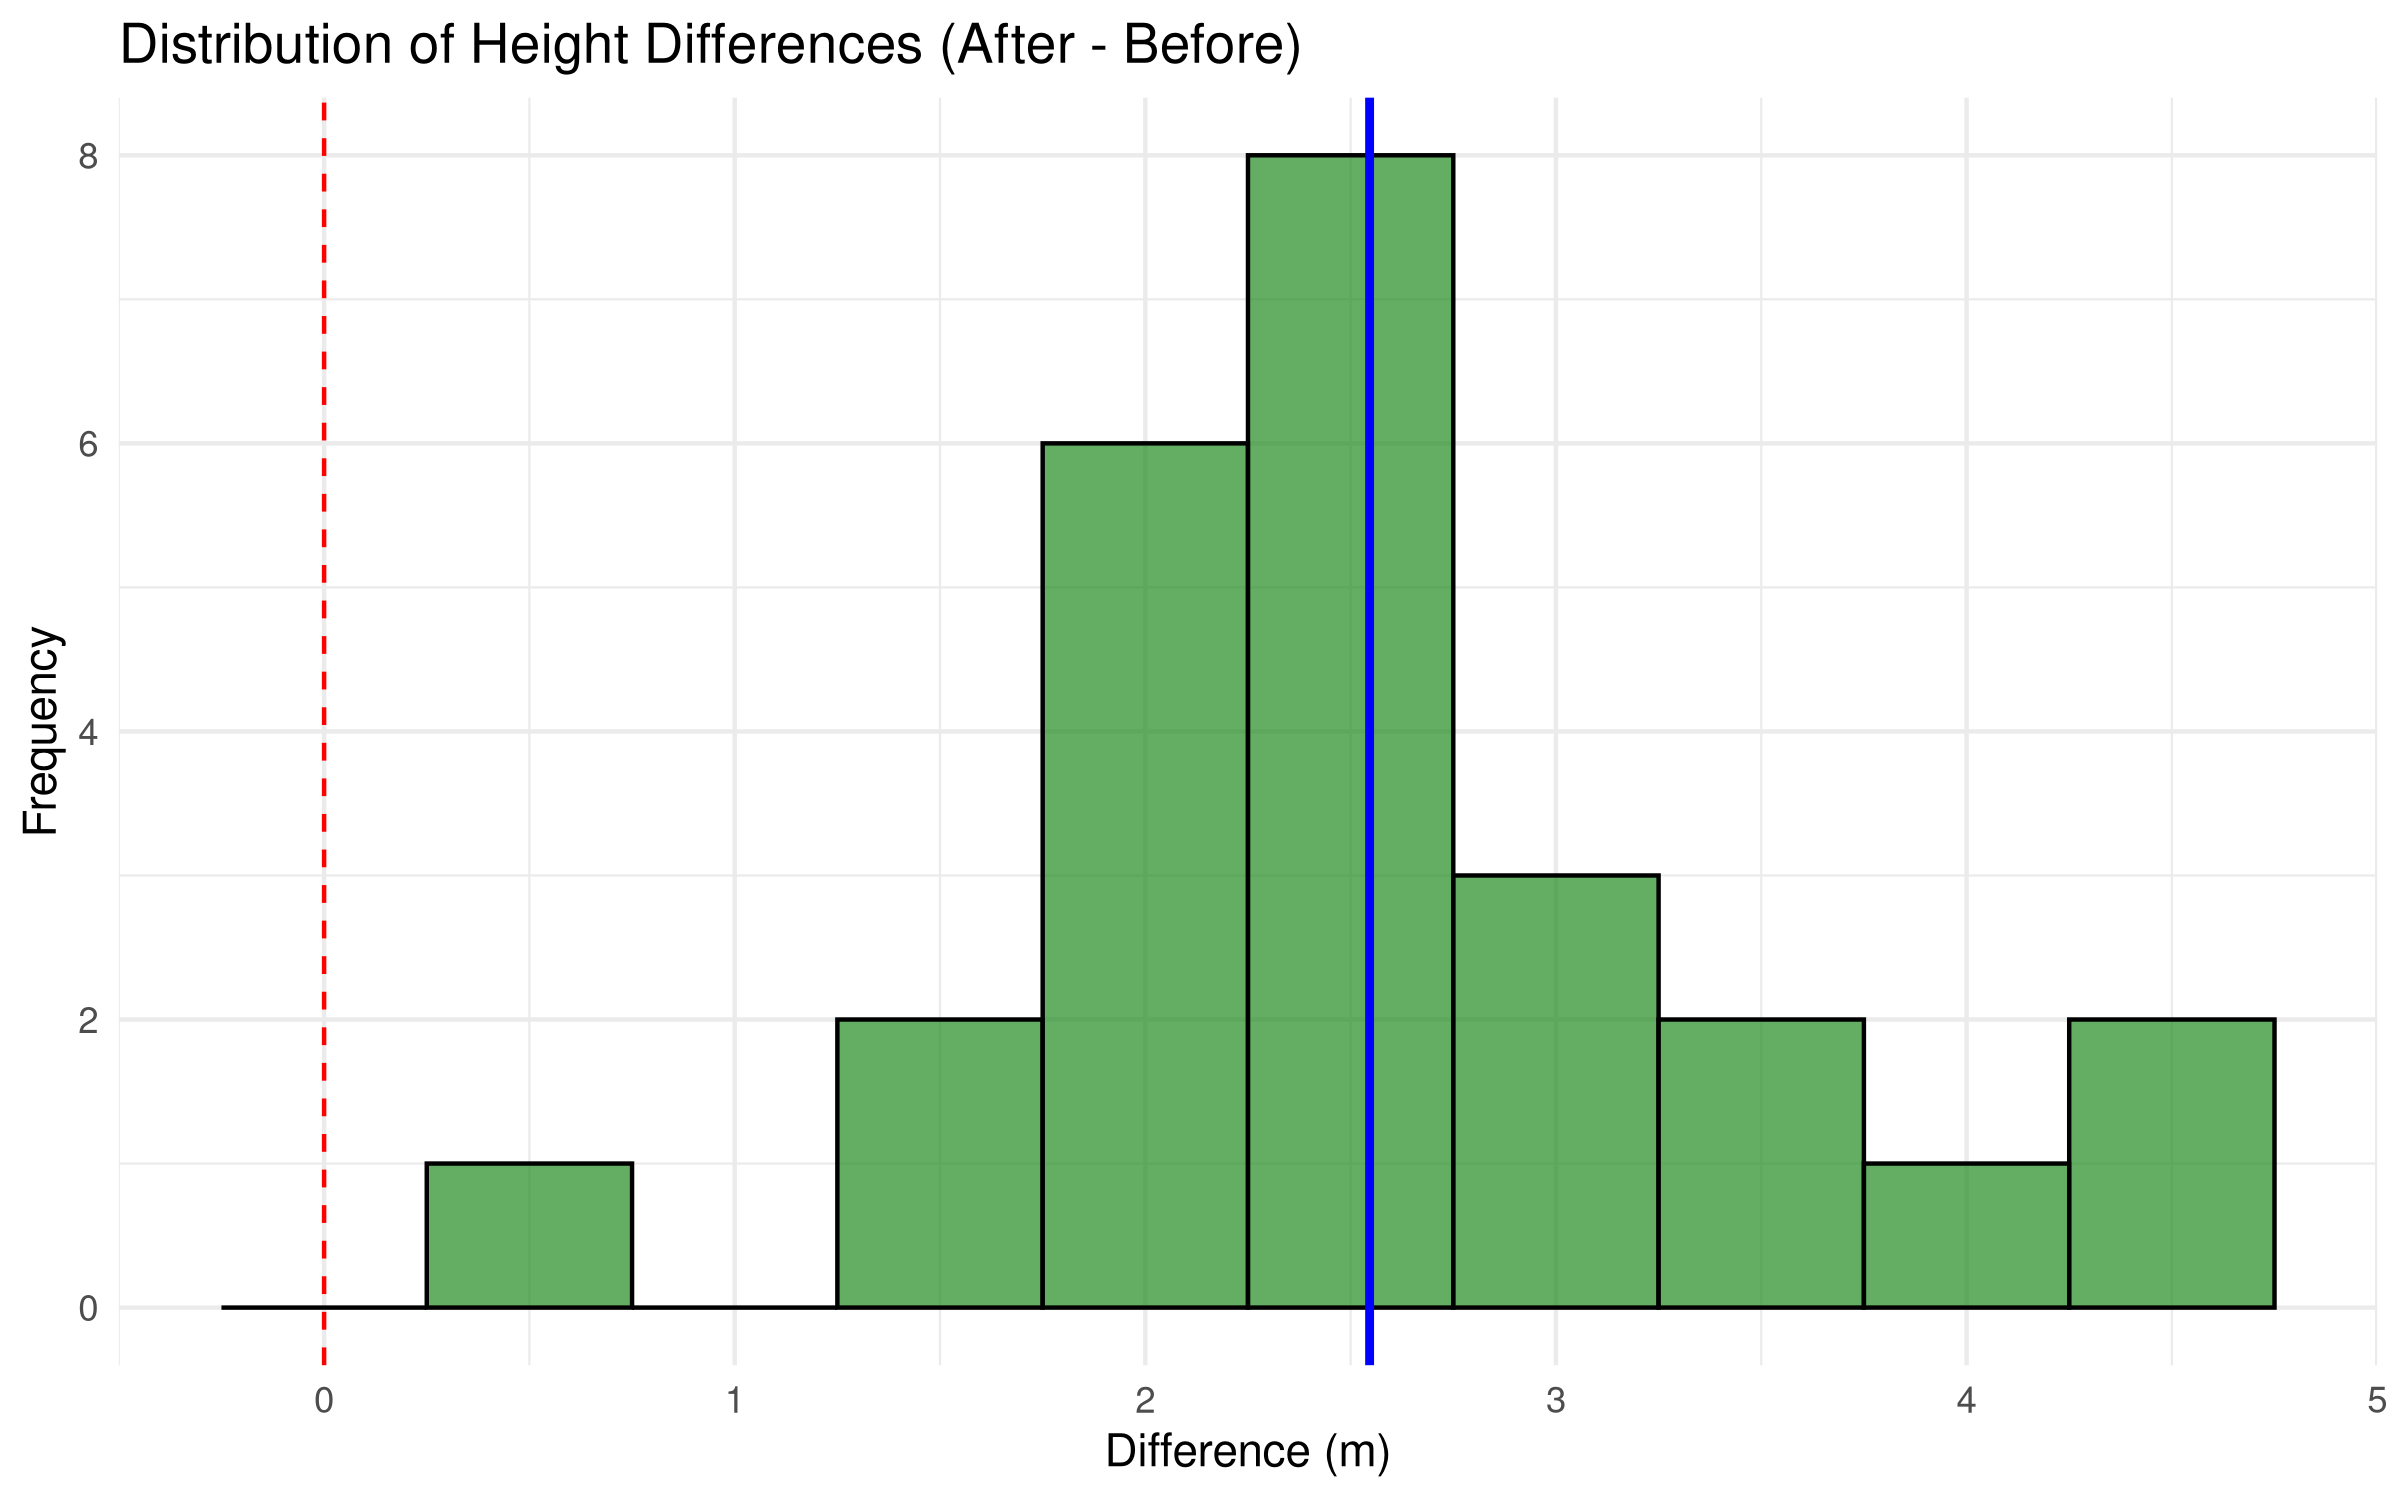 Distribution of Height Differences (After - Before)
Frequency
8
6
4
2
0
0 1 2 3 4 5
Difference (m)